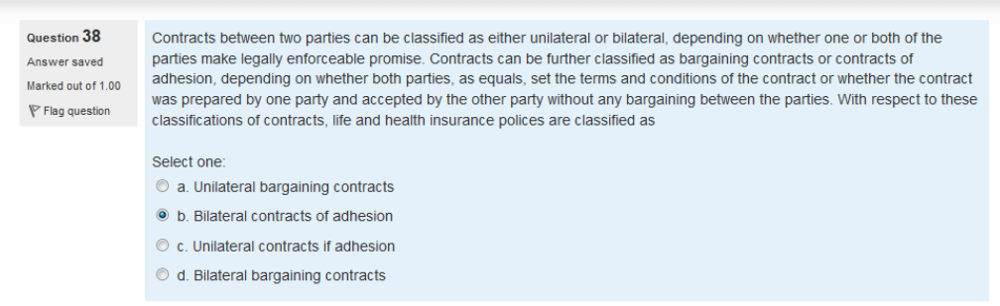 Question 38
Answer saved
Marked out of 1.00
Flag question
Contracts between two parties can be classified as either unilateral or bilateral, depending on whether one or both of the
parties make legally enforceable promise. Contracts can be further classified as bargaining contracts or contracts of
adhesion, depending on whether both parties, as equals, set the terms and conditions of the contract or whether the contract
was prepared by one party and accepted by the other party without any bargaining between the parties. With respect to these
classifications of contracts, life and health insurance polices are classified as
Select one:
a. Unilateral bargaining contracts
b. Bilateral contracts of adhesion
c. Unilateral contracts if adhesion
d. Bilateral bargaining contracts